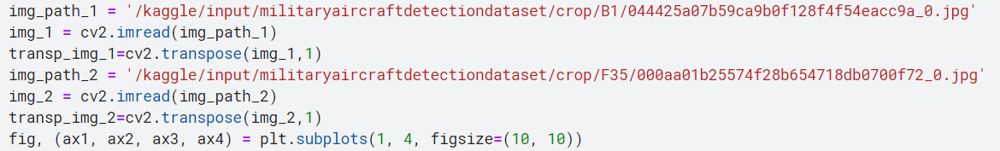 img_path_1 = '/kaggle/input/militaryaircraftdetectiondataset/crop/B1/044425a07b59ca9b0f128f4f54eacc9a_0.jpg'
img_1 = cv2.imread(img_path_1)
transp_img_1=cv2.transpose(img_1,1)
img_path_2 = '/kaggle/input/militaryaircraftdetectiondataset/crop/F35/000aa01b25574f28b654718db0700f72_0.jpg'
img_2 = cv2.imread(img_path_2)
transp_img_2=cv2.transpose(img_2,1)
fig, (ax1, ax2, ax3, ax4) = plt.subplots(1, 4, figsize=(10, 10))